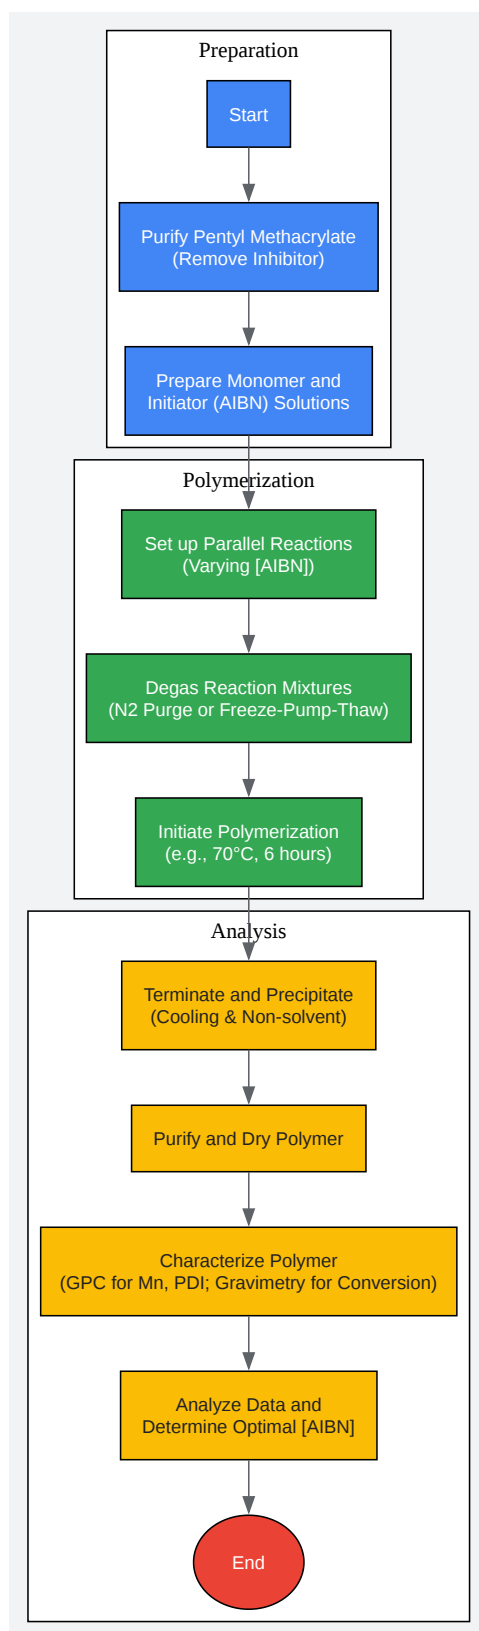 Preparation
Start
Purify Pentyl Methacrylate
(Remove Inhibitor)
Prepare Monomer and
Initiator (AIBN) Solutions
Polymerization
Set up Parallel Reactions
(Varying [AIBN])
Degas Reaction Mixtures
(N2 Purge or Freeze-Pump-Thaw)
Initiate Polymerization
(e.g., 70°C, 6 hours)
Analysis
Terminate and Precipitate
(Cooling & Non-solvent)
Purify and Dry Polymer
Characterize Polymer
(GPC for Mn, PDI; Gravimetry for Conversion)
Analyze Data and
Determine Optimal [AIBN]
End